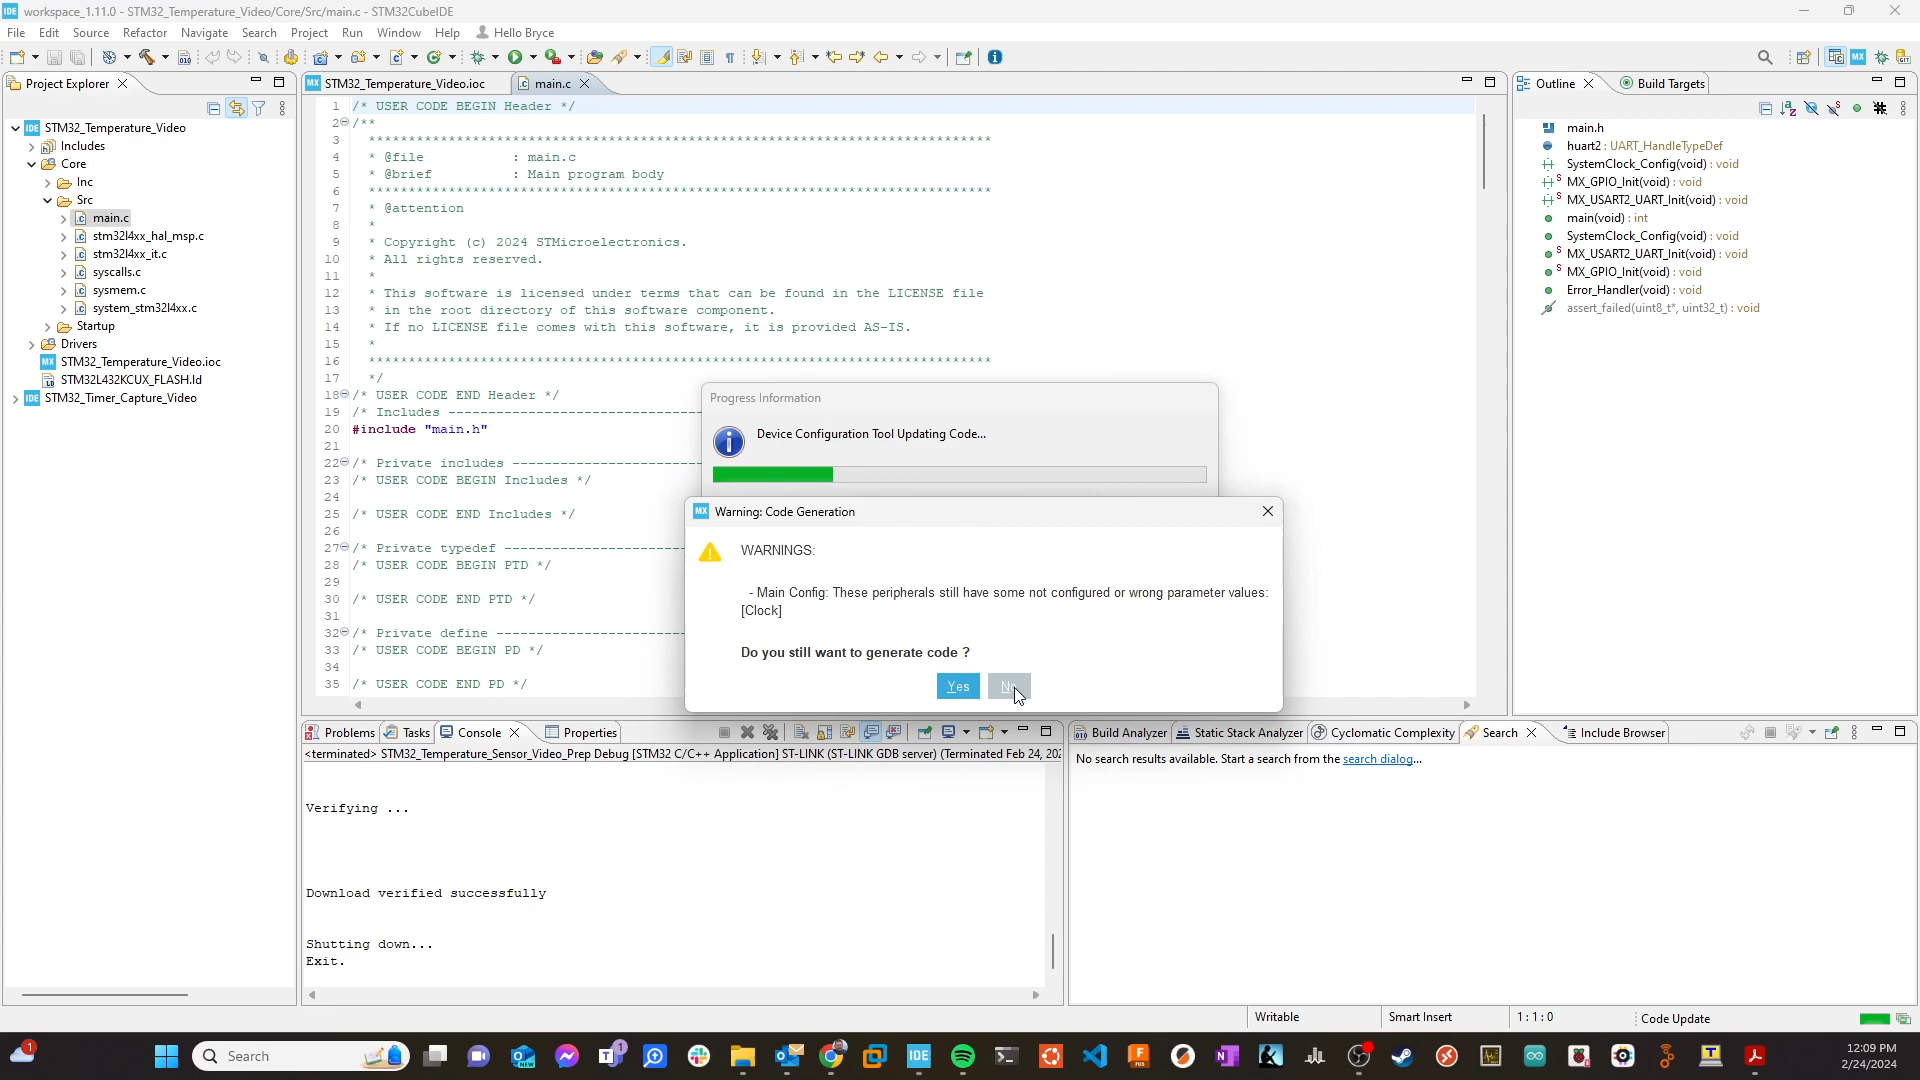 IDE workspace_1.11.0 - STM32_Temperature_Video/Core/Src/main.c - STM32CubeIDE
File Edit Source Refactor Navigate Search Project Run Window Help Hello Bryce
Project Explorer
STM32_Temperature_Video
Includes
Core
Inc
Src
main.c
stm32l4xx_hal_msp.c
stm32l4xx_it.c
syscalls.c
sysmem.c
system_stm32l4xx.c
Startup
Drivers
STM32_Temperature_Video.ioc
STM32L432KCUX_FLASH.ld
STM32_Timer_Capture_Video
MX STM32_Temperature_Video.ioc main.c
1 /* USER CODE BEGIN Header */
2 /**
3 ******************************************************************************
4 * @file : main.c
5 * @brief : Main program body
6 ******************************************************************************
7 * @attention
8 *
9 * Copyright (c) 2024 STMicroelectronics.
10 * All rights reserved.
11 *
12 * This software is licensed under terms that can be found in the LICENSE file
13 * in the root directory of this software component.
14 * If no LICENSE file comes with this software, it is provided AS-IS.
15 *
16 ******************************************************************************
17 */
18 /* USER CODE END Header */
19 /* Includes ----------------------------
20 #include "main.h"
21
22 /* Private includes ---------------------
23 /* USER CODE BEGIN Includes */
24
25 /* USER CODE END Includes */
26
27 /* Private typedef ---------------------
28 /* USER CODE BEGIN PTD */
29
30 /* USER CODE END PTD */
31
32 /* Private define ----------------------
33 /* USER CODE BEGIN PD */
34
35 /* USER CODE END PD */
Progress Information
Device Configuration Tool Updating Code...
MX Warning: Code Generation
WARNINGS:
- Main Config: These peripherals still have some not configured or wrong parameter values:
[Clock]
Do you still want to generate code ?
Yes No
Outline Build Targets
main.h
huart2 : UART_HandleTypeDef
SystemClock_Config(void) : void
MX_GPIO_Init(void) : void
MX_USART2_UART_Init(void) : void
main(void) : int
SystemClock_Config(void) : void
MX_USART2_UART_Init(void) : void
MX_GPIO_Init(void) : void
Error_Handler(void) : void
assert_failed(uint8_t*, uint32_t) : void
Problems Tasks Console Properties
<terminated> STM32_Temperature_Sensor_Video_Prep Debug [STM32 C/C++ Application] ST-LINK (ST-LINK GDB server) (Terminated Feb 24, 202
Verifying ...
Download verified successfully
Shutting down...
Exit.
Build Analyzer Static Stack Analyzer Cyclomatic Complexity Search Include Browser
No search results available. Start a search from the search dialog...
Writable Smart Insert 1 : 1 : 0 Code Update
Search
12:09 PM
2/24/2024